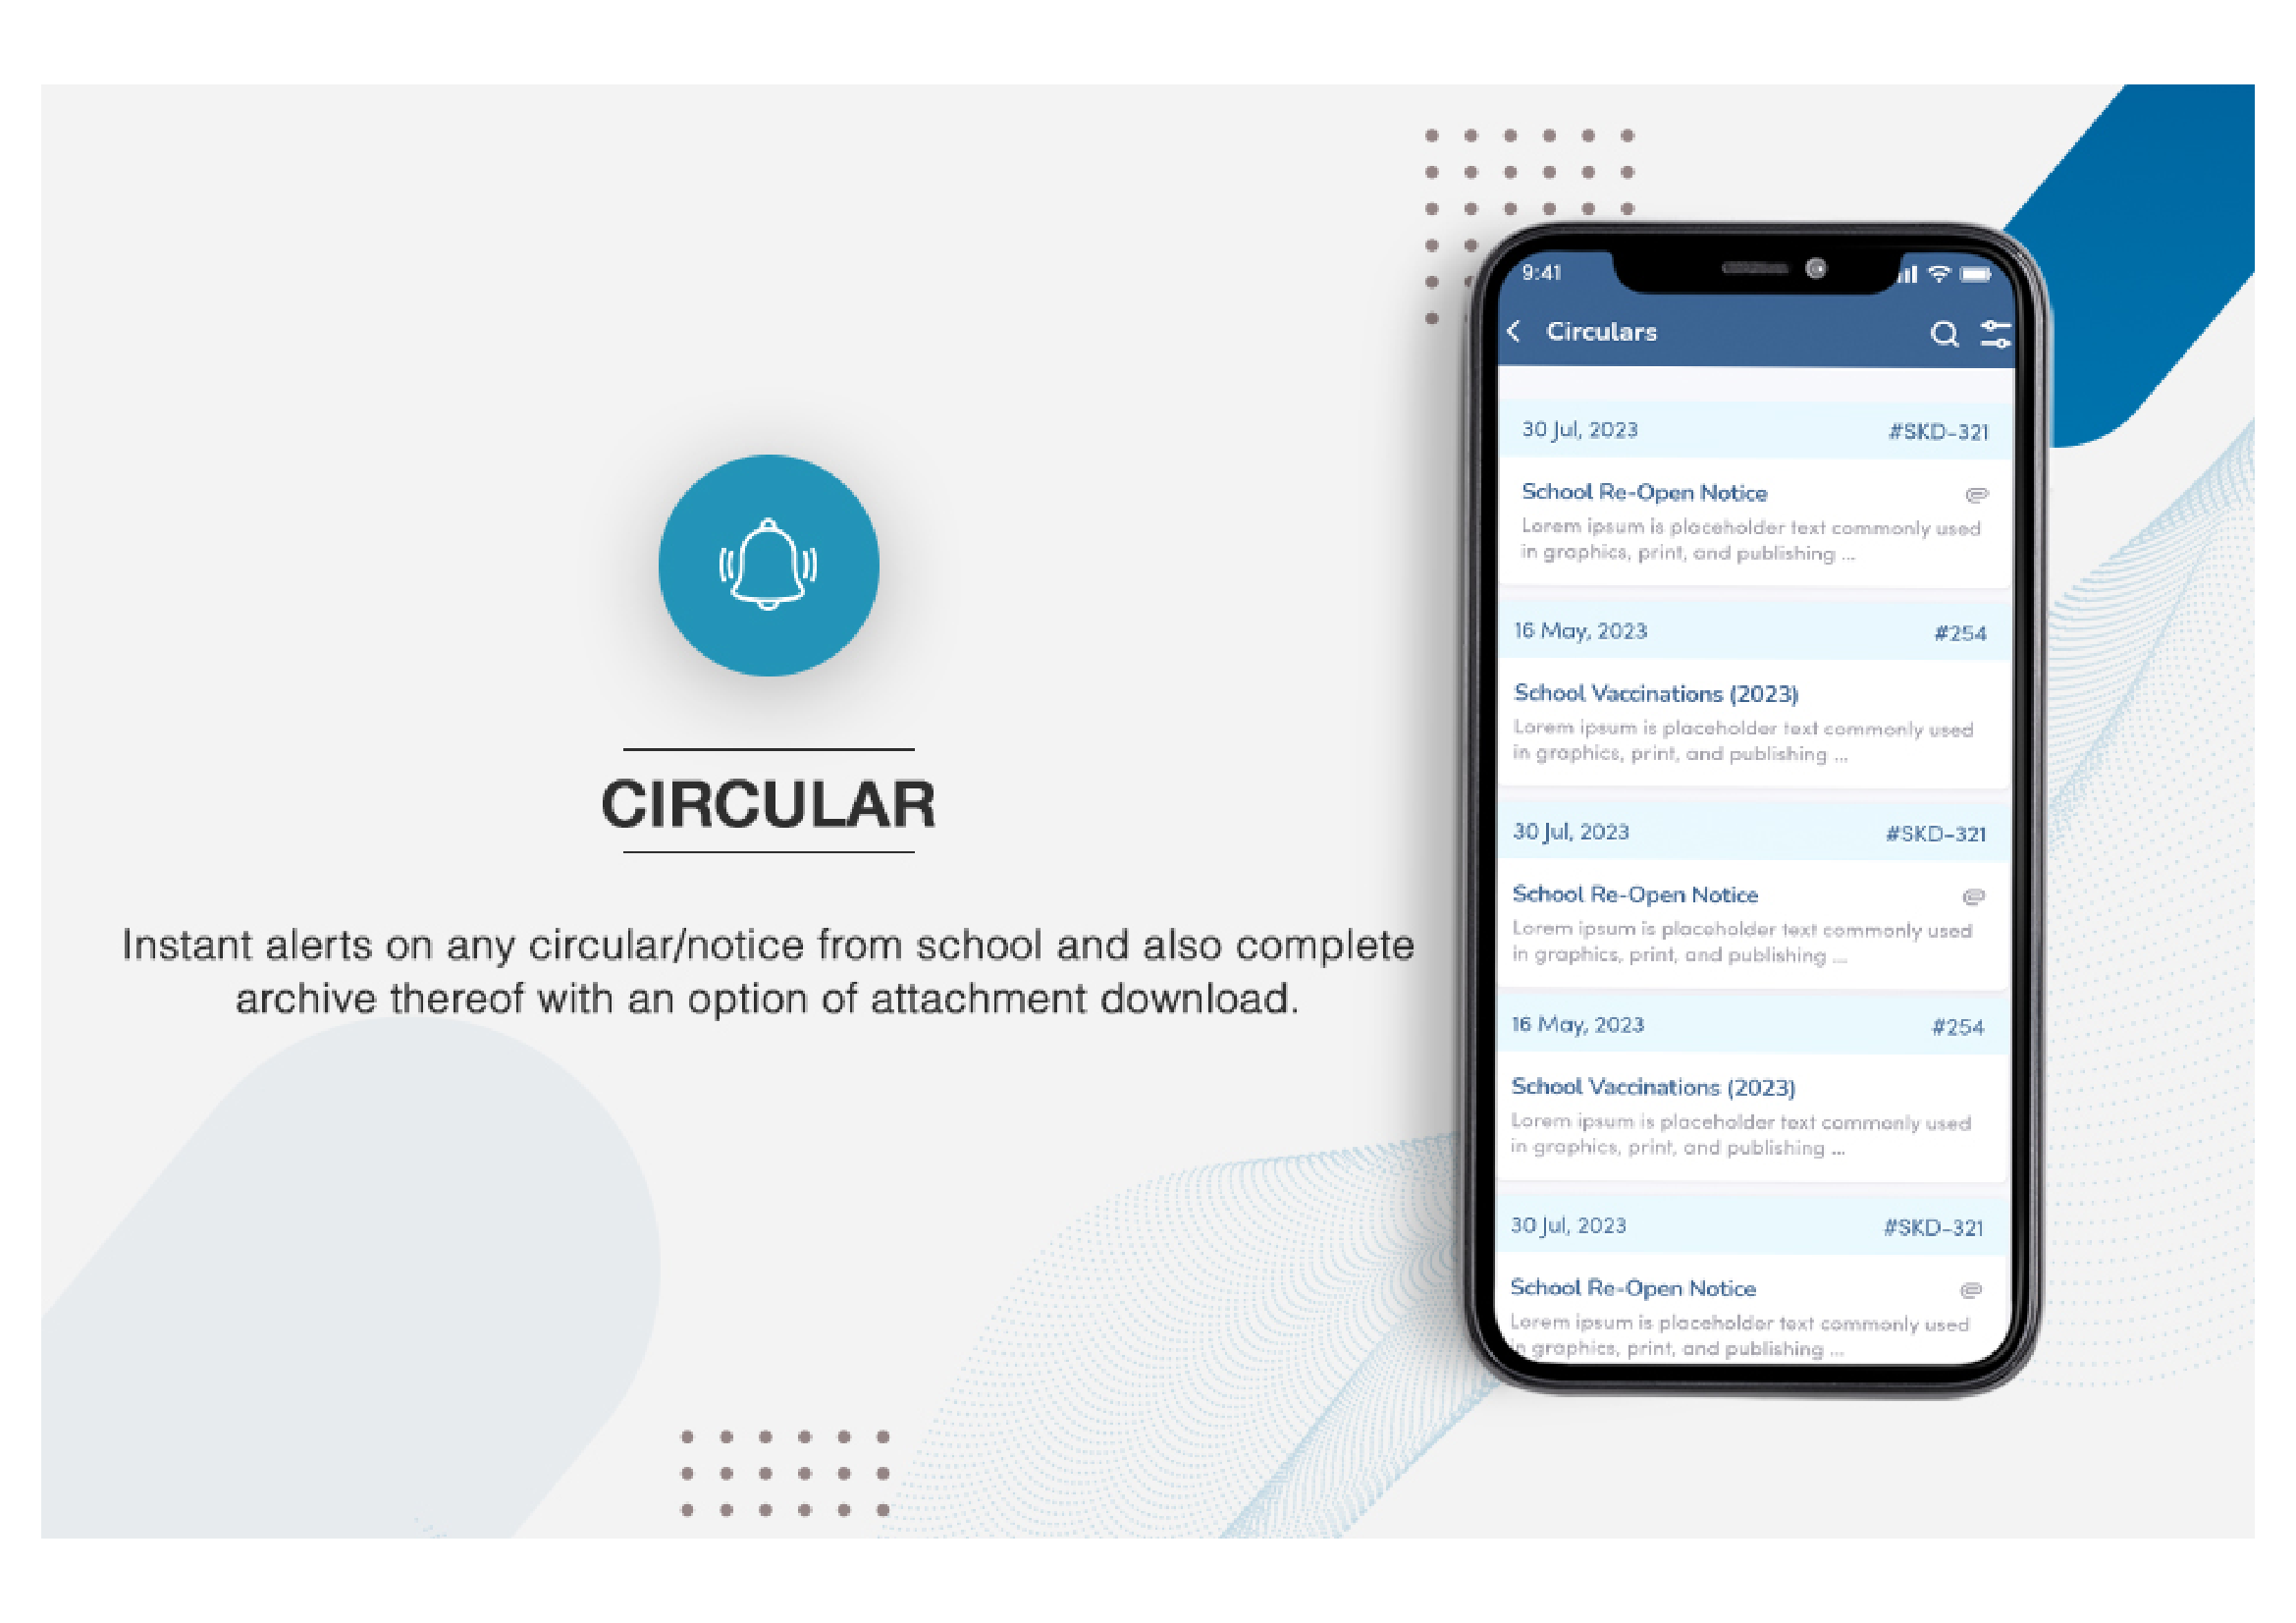 CIRCULAR
Instant alerts on any circular/notice from school and also complete
archive thereof with an option of attachment download.
9:41
Circulars
30 Jul, 2023 #SKD-321
School Re-Open Notice
Lorem ipsum is placeholder text commonly used
in graphics, print, and publishing ...
16 May, 2023 #254
School Vaccinations (2023)
Lorem ipsum is placeholder text commonly used
in graphics, print, and publishing ...
30 Jul, 2023 #SKD-321
School Re-Open Notice
Lorem ipsum is placeholder text commonly used
in graphics, print, and publishing ...
16 May, 2023 #254
School Vaccinations (2023)
Lorem ipsum is placeholder text commonly used
in graphics, print, and publishing ...
30 Jul, 2023 #SKD-321
School Re-Open Notice
Lorem ipsum is placeholder text commonly used
in graphics, print, and publishing ...